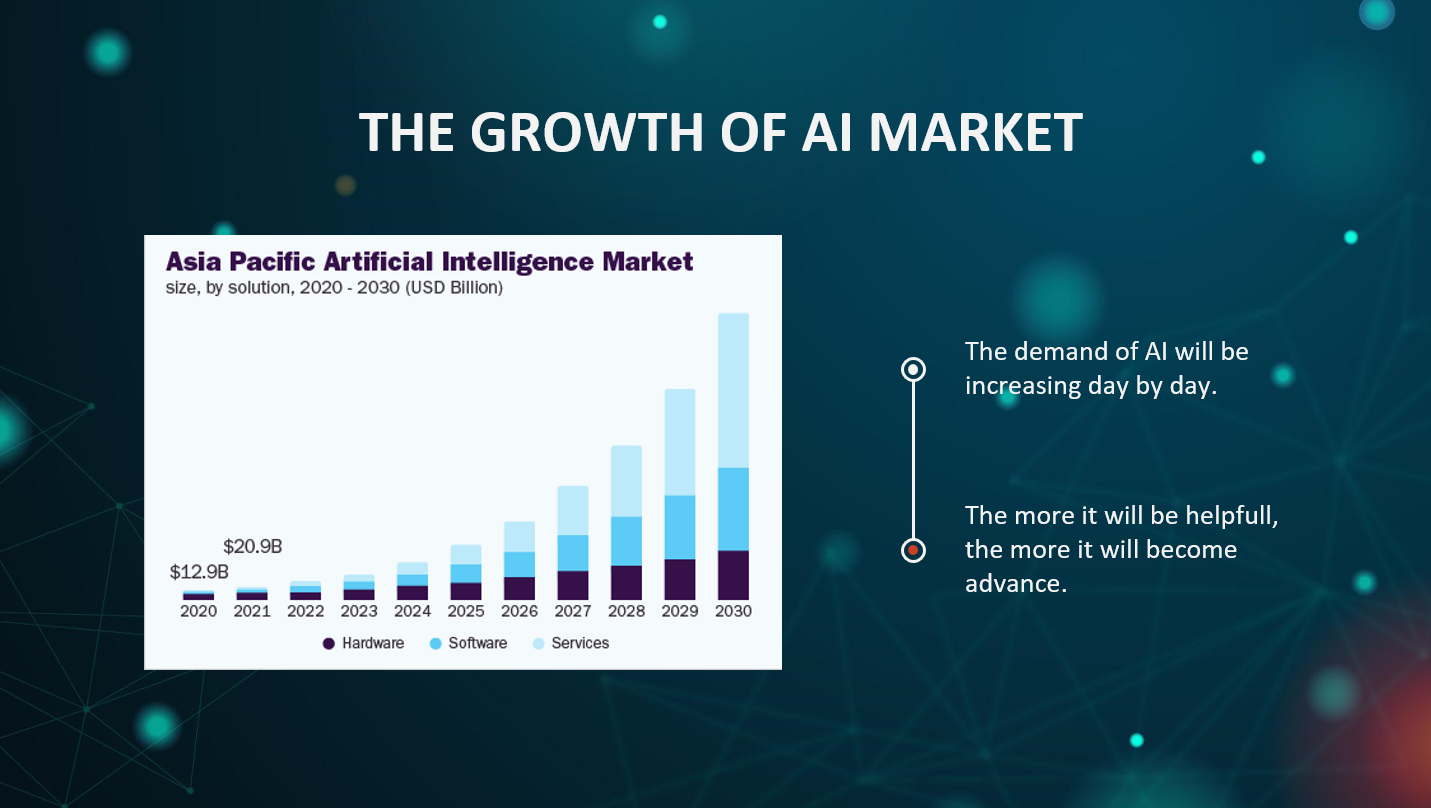 THE GROWTH OF AI MARKET
Asia Pacific Artificial Intelligence Market
size, by solution, 2020 - 2030 (USD Billion)
$20.9B
$12.9B
2020 2021 2022 2023 2024 2025 2026 2027 2028 2029 2030
Hardware Software Services
The demand of AI will be
increasing day by day.
The more it will be helpfull,
the more it will become
advance.